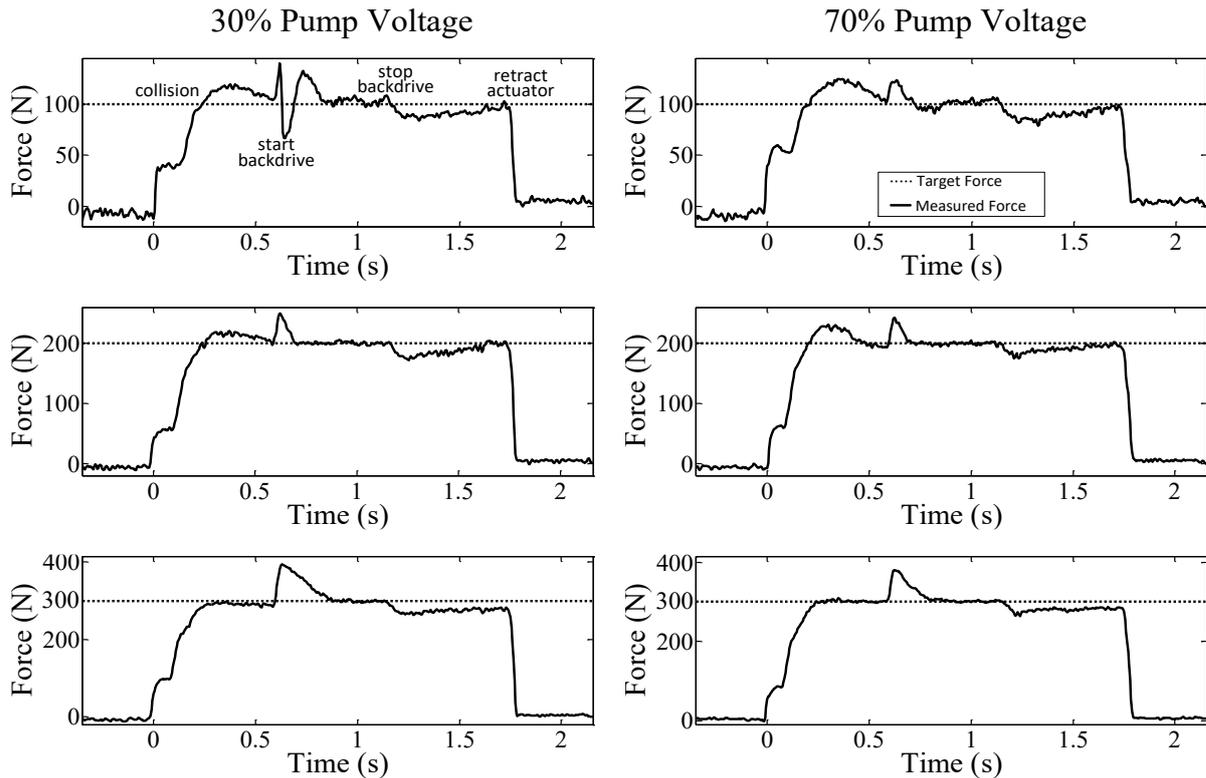 30% Pump Voltage
70% Pump Voltage
Force (N)
100
50
0
collision
start
backdrive
stop
backdrive
retract
actuator
0 0.5 1 1.5 2
Time (s)
Force (N)
100
50
0
Target Force
Measured Force
0 0.5 1 1.5 2
Time (s)
Force (N)
200
100
0
0 0.5 1 1.5 2
Time (s)
Force (N)
200
100
0
0 0.5 1 1.5 2
Time (s)
Force (N)
400
300
200
0
0 0.5 1 1.5 2
Time (s)
Force (N)
400
300
200
0
0 0.5 1 1.5 2
Time (s)